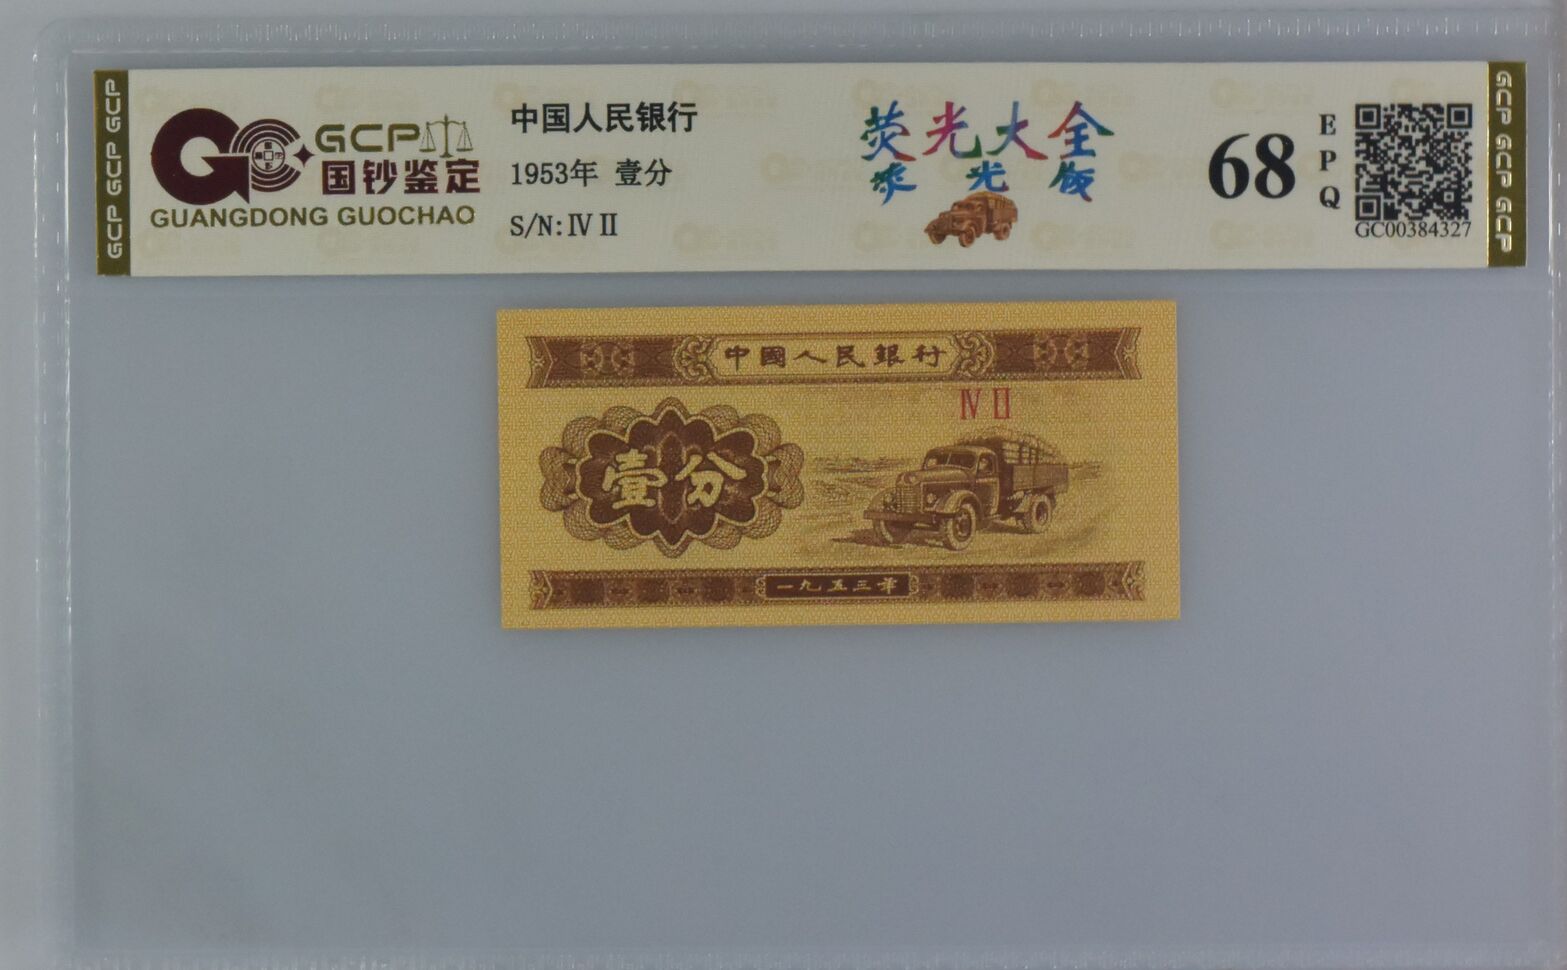 GCP GCP GCP
GCP
国钞鉴定
GUANGDONG GUOCHAO
中国人民银行
1953年 壹分
S/N: Ⅳ Ⅱ
荧光大全
荧光版
68
E
P
Q
GC00384327
GCP GCP GCP
中國人民銀行
Ⅳ Ⅱ
壹分
一九五三年